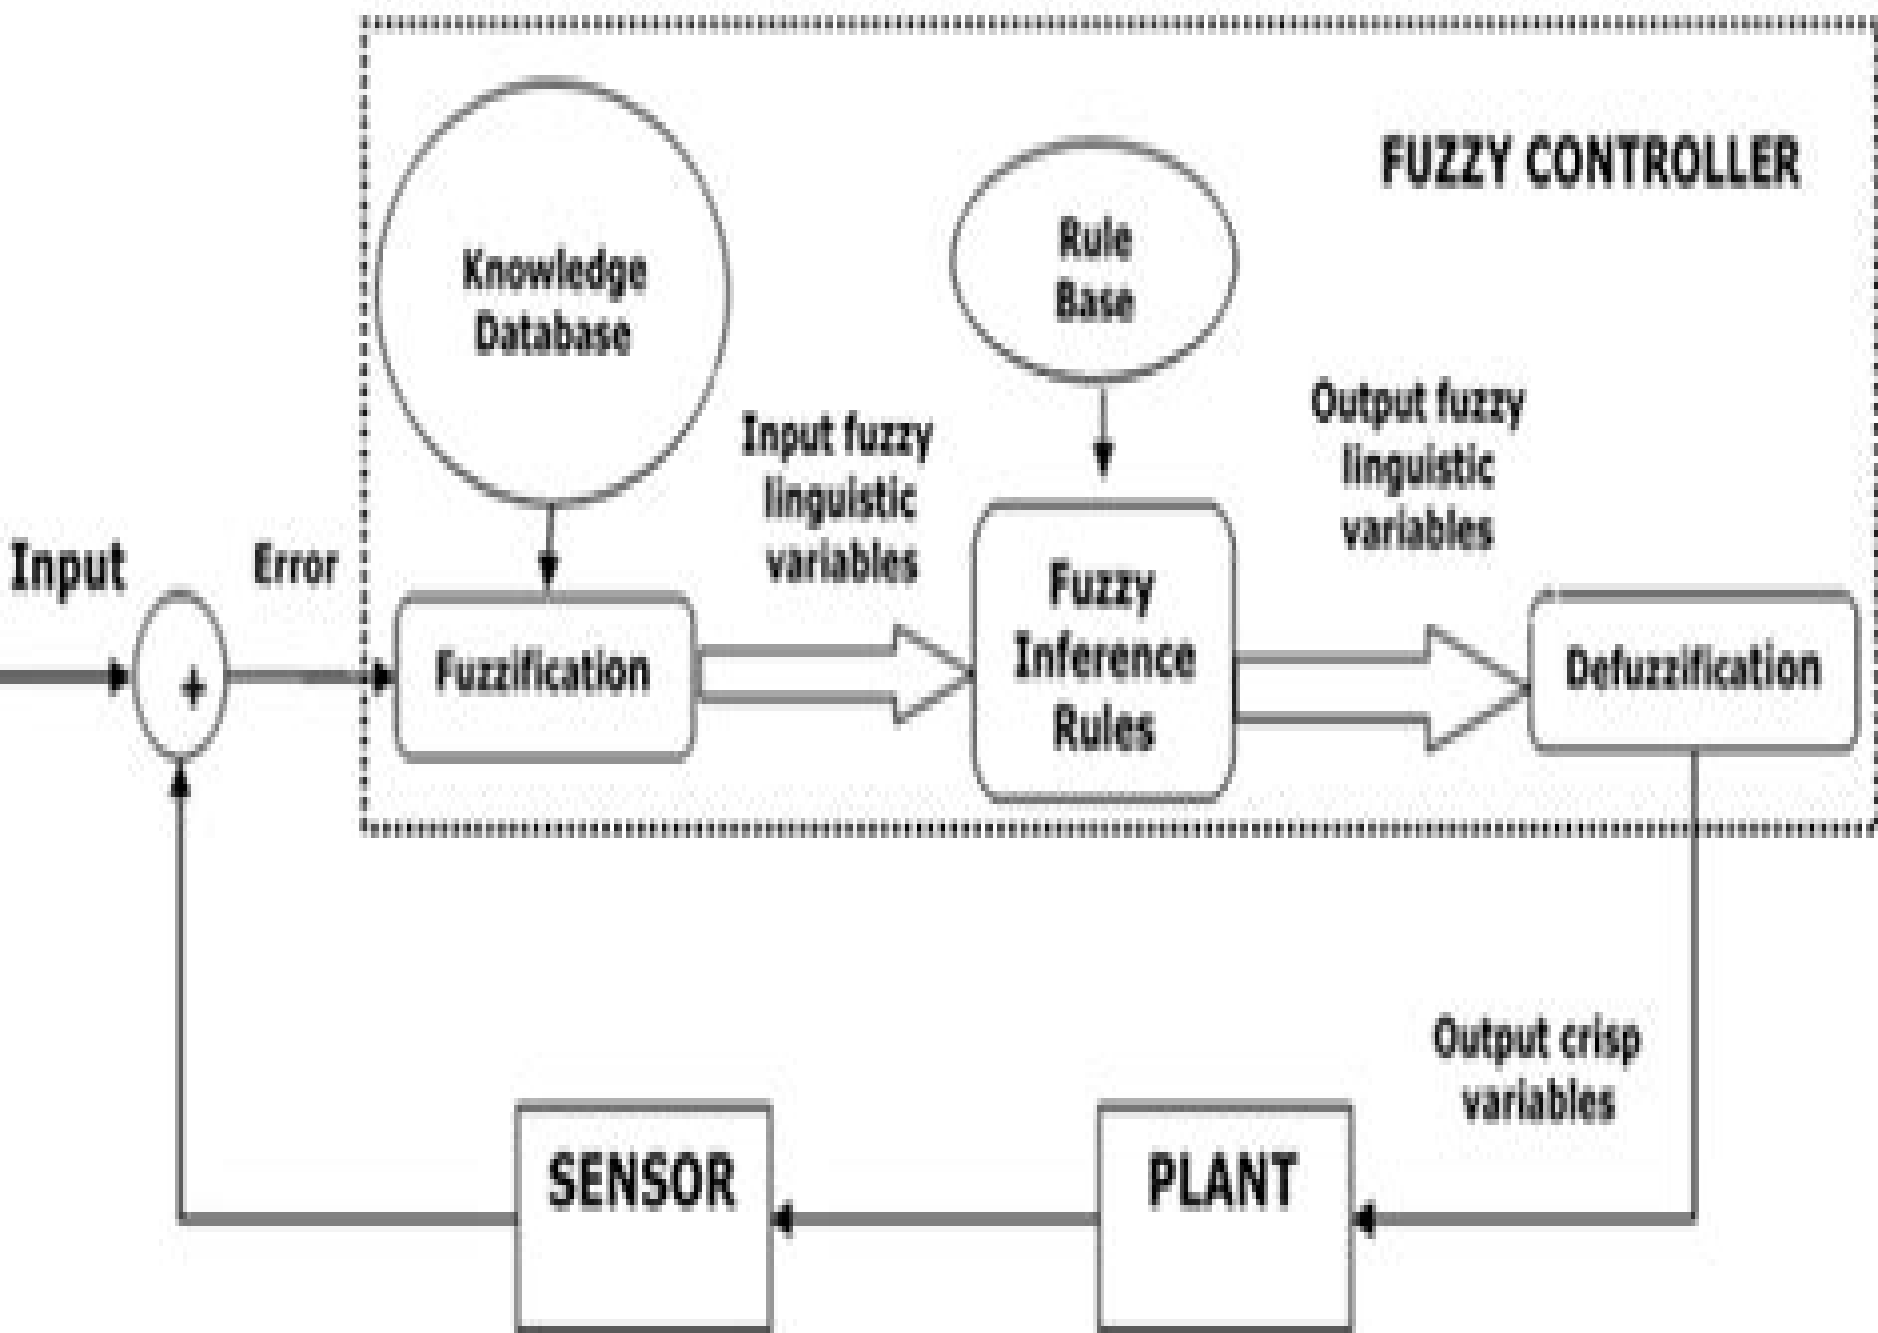 FUZZY CONTROLLER
Knowledge
Database
Rule
Base
Input fuzzy
linguistic
variables
Output fuzzy
linguistic
variables
Input
Error
+
Fuzzification
Fuzzy
Inference
Rules
Defuzzification
Output crisp
variables
SENSOR
PLANT